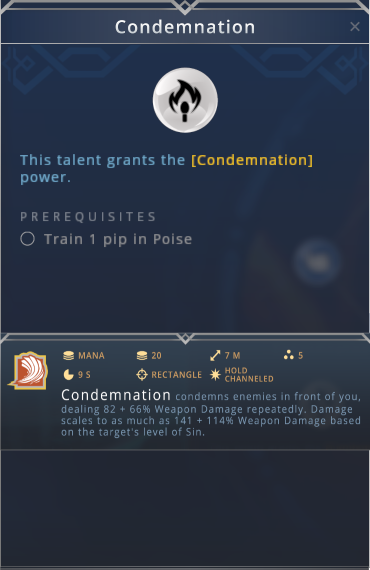 Condemnation
×
This talent grants the [Condemnation]
power.
PREREQUISITES
Train 1 pip in Poise
MANA 20 7 M 5
9 S RECTANGLE HOLD CHANNELED
Condemnation condemns enemies in front of you,
dealing 82 + 66% Weapon Damage repeatedly. Damage
scales to as much as 141 + 114% Weapon Damage based
on the target's level of Sin.